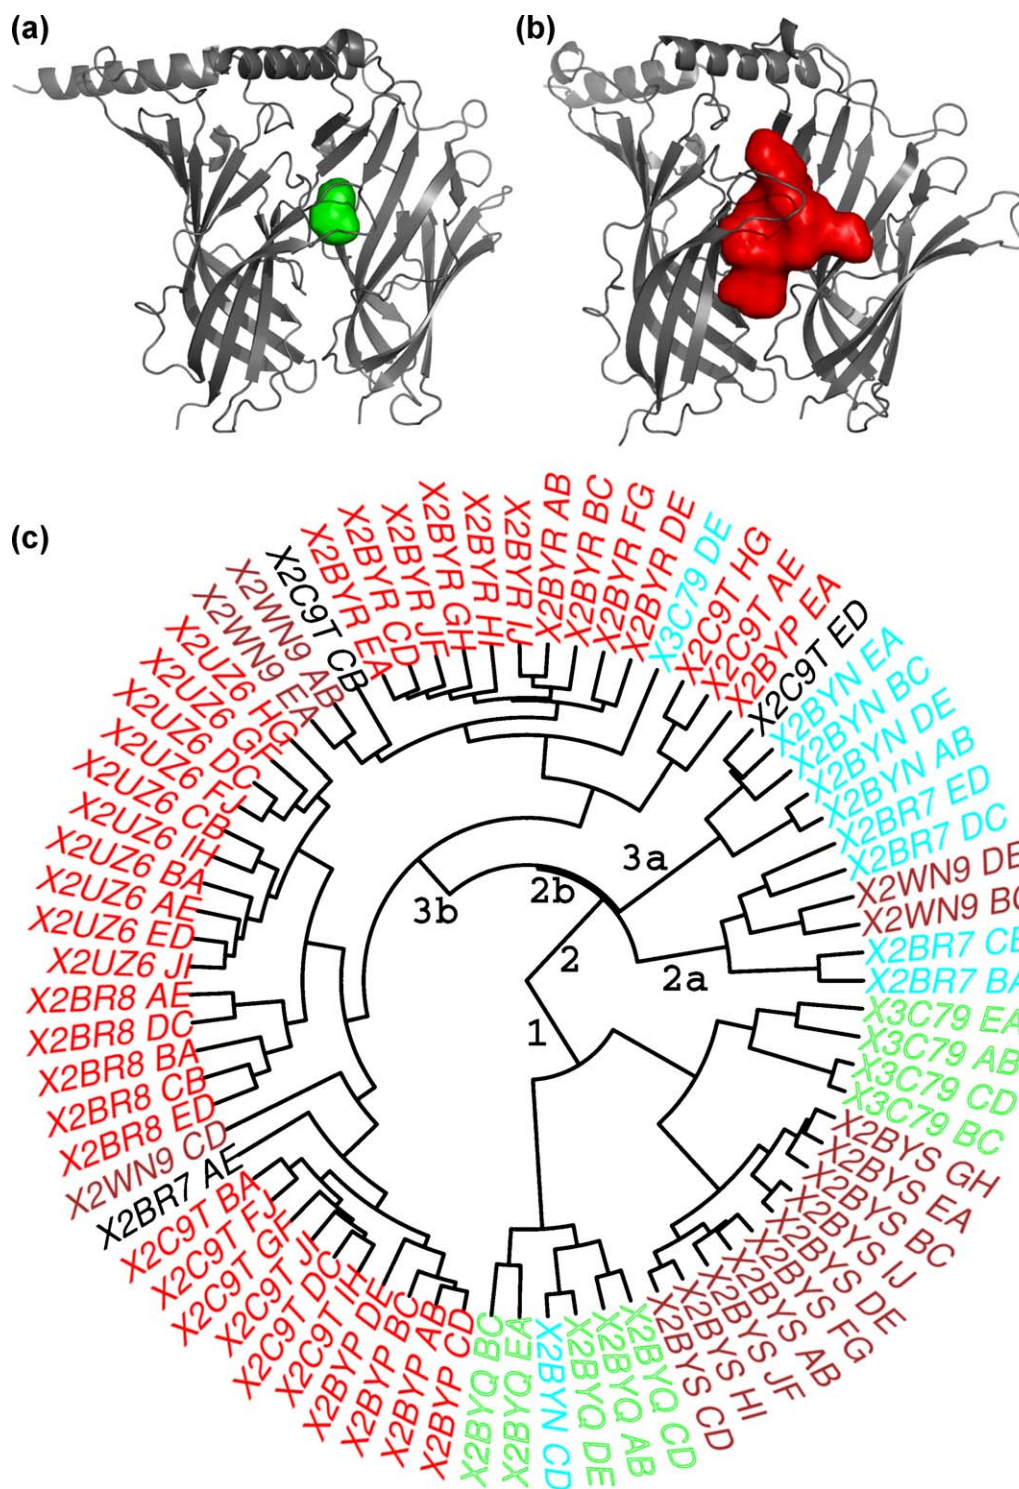 (a)
(b)
(c)
X2BYR EA
X2BYR CD
X2BYR JF
X2BYR GH
X2BYR HI
X2BYR IJ
X2BYR AB
X2BYR BC
X2BYR FG
X2BYR DE
X3C79 DE
X2C9T HG
X2C9T AE
X2BYP EA
X2C9T ED
X2BYN EA
X2BYN BC
X2BYN DE
X2BYN AB
X2BR7 ED
X2BR7 DC
X2WN9 DE
X2WN9 BC
X2BR7 CB
X2BR7 BA
X3C79 EA
X3C79 AB
X3C79 CD
X3C79 BC
X2BYS GH
X2BYS EA
X2BYS BC
X2BYS IJ
X2BYS DE
X2BYS FG
X2BYS AB
X2BYS JF
X2BYS HI
X2BYS CD
X2BYQ CD
X2BYQ AB
X2BYQ DE
X2BYN CD
X2BYQ EA
X2BYQ BC
X2BYP CD
X2BYP AB
X2BYP BC
X2BYP DE
X2C9T IH
X2C9T DC
X2C9T JI
X2C9T GF
X2C9T FJ
X2C9T BA
X2BR7 AE
X2WN9 CD
X2BR8 ED
X2BR8 CB
X2BR8 BA
X2BR8 DC
X2BR8 AE
X2UZ6 JI
X2UZ6 ED
X2UZ6 AE
X2UZ6 BA
X2UZ6 IH
X2UZ6 CB
X2UZ6 FJ
X2UZ6 DC
X2UZ6 GF
X2UZ6 HG
X2WN9 EA
X2WN9 AB
X2C9T CB
3a
2b
3b
2
2a
1